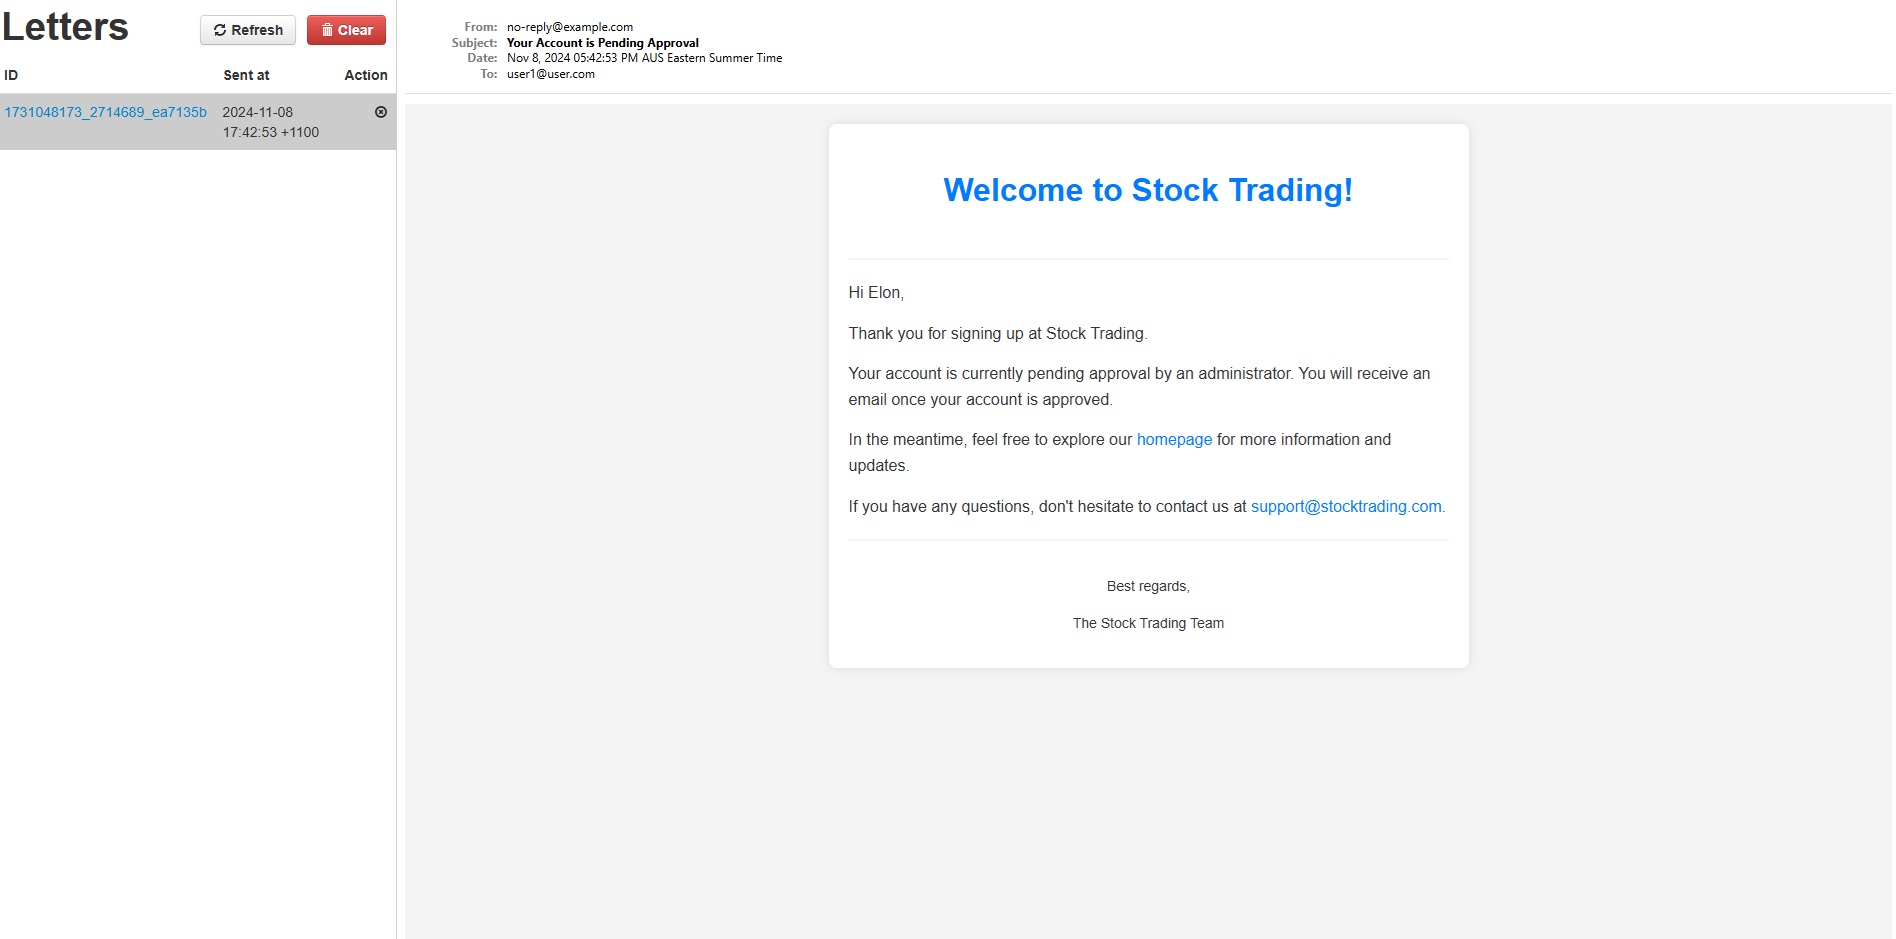 Letters
Refresh
Clear
ID Sent at Action
1731048173_2714689_ea7135b 2024-11-08
17:42:53 +1100
From: no-reply@example.com
Subject: Your Account is Pending Approval
Date: Nov 8, 2024 05:42:53 PM AUS Eastern Summer Time
To: user1@user.com
Welcome to Stock Trading!
Hi Elon,
Thank you for signing up at Stock Trading.
Your account is currently pending approval by an administrator. You will receive an
email once your account is approved.
In the meantime, feel free to explore our homepage for more information and
updates.
If you have any questions, don't hesitate to contact us at support@stocktrading.com.
Best regards,
The Stock Trading Team